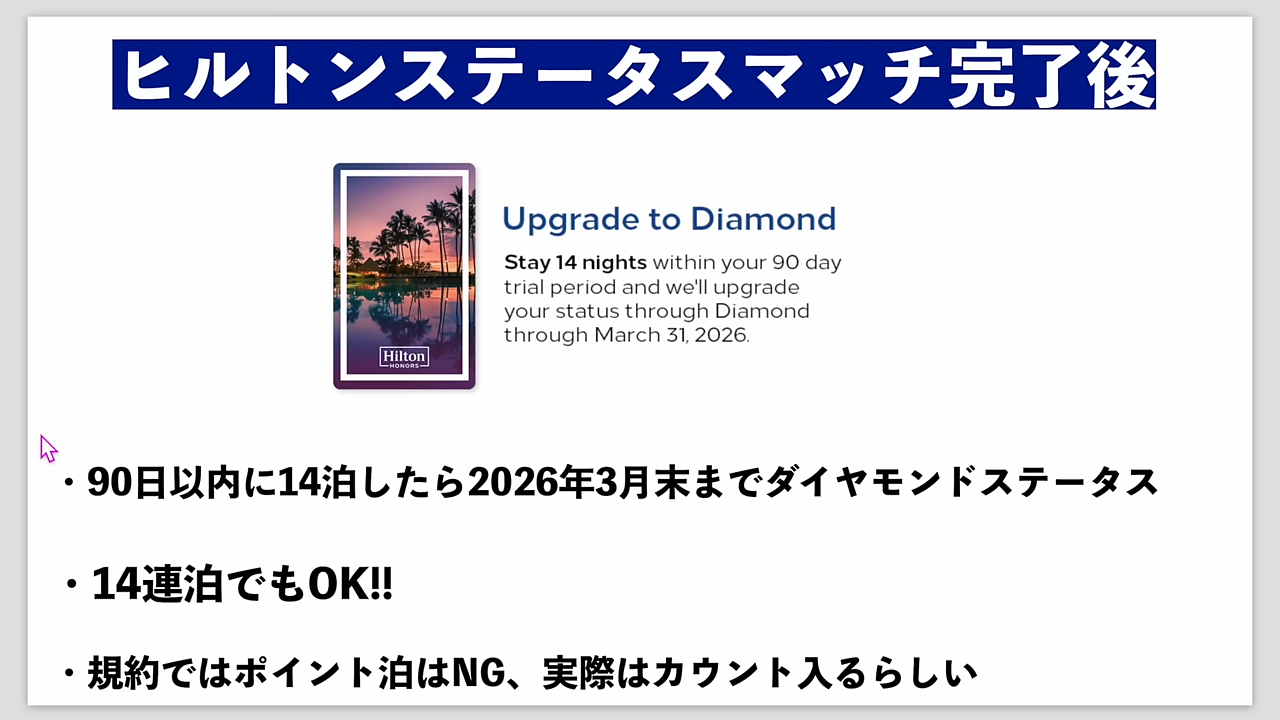 ヒルトンステータスマッチ完了後
Upgrade to Diamond
Stay 14 nights within your 90 day
trial period and we'll upgrade
your status through Diamond
through March 31, 2026.
Hilton
HONORS
・90日以内に14泊したら2026年3月末までダイヤモンドステータス
・14連泊でもOK!!
・規約ではポイント泊はNG、実際はカウント入るらしい